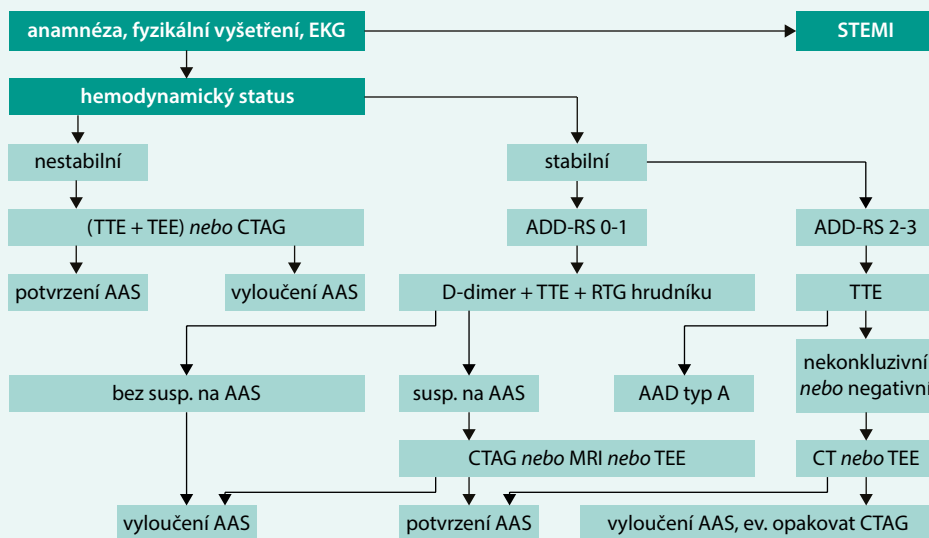 anamnéza, fyzikální vyšetření, EKG
STEMI
hemodynamický status
nestabilní
stabilní
(TTE + TEE) nebo CTAG
ADD-RS 0-1
ADD-RS 2-3
potvrzení AAS
vyloučení AAS
D-dimer + TTE + RTG hrudníku
TTE
bez susp. na AAS
susp. na AAS
AAD typ A
nekonkluzivní
nebo negativní
CTAG nebo MRI nebo TEE
CT nebo TEE
vyloučení AAS
potvrzení AAS
vyloučení AAS, ev. opakovat CTAG